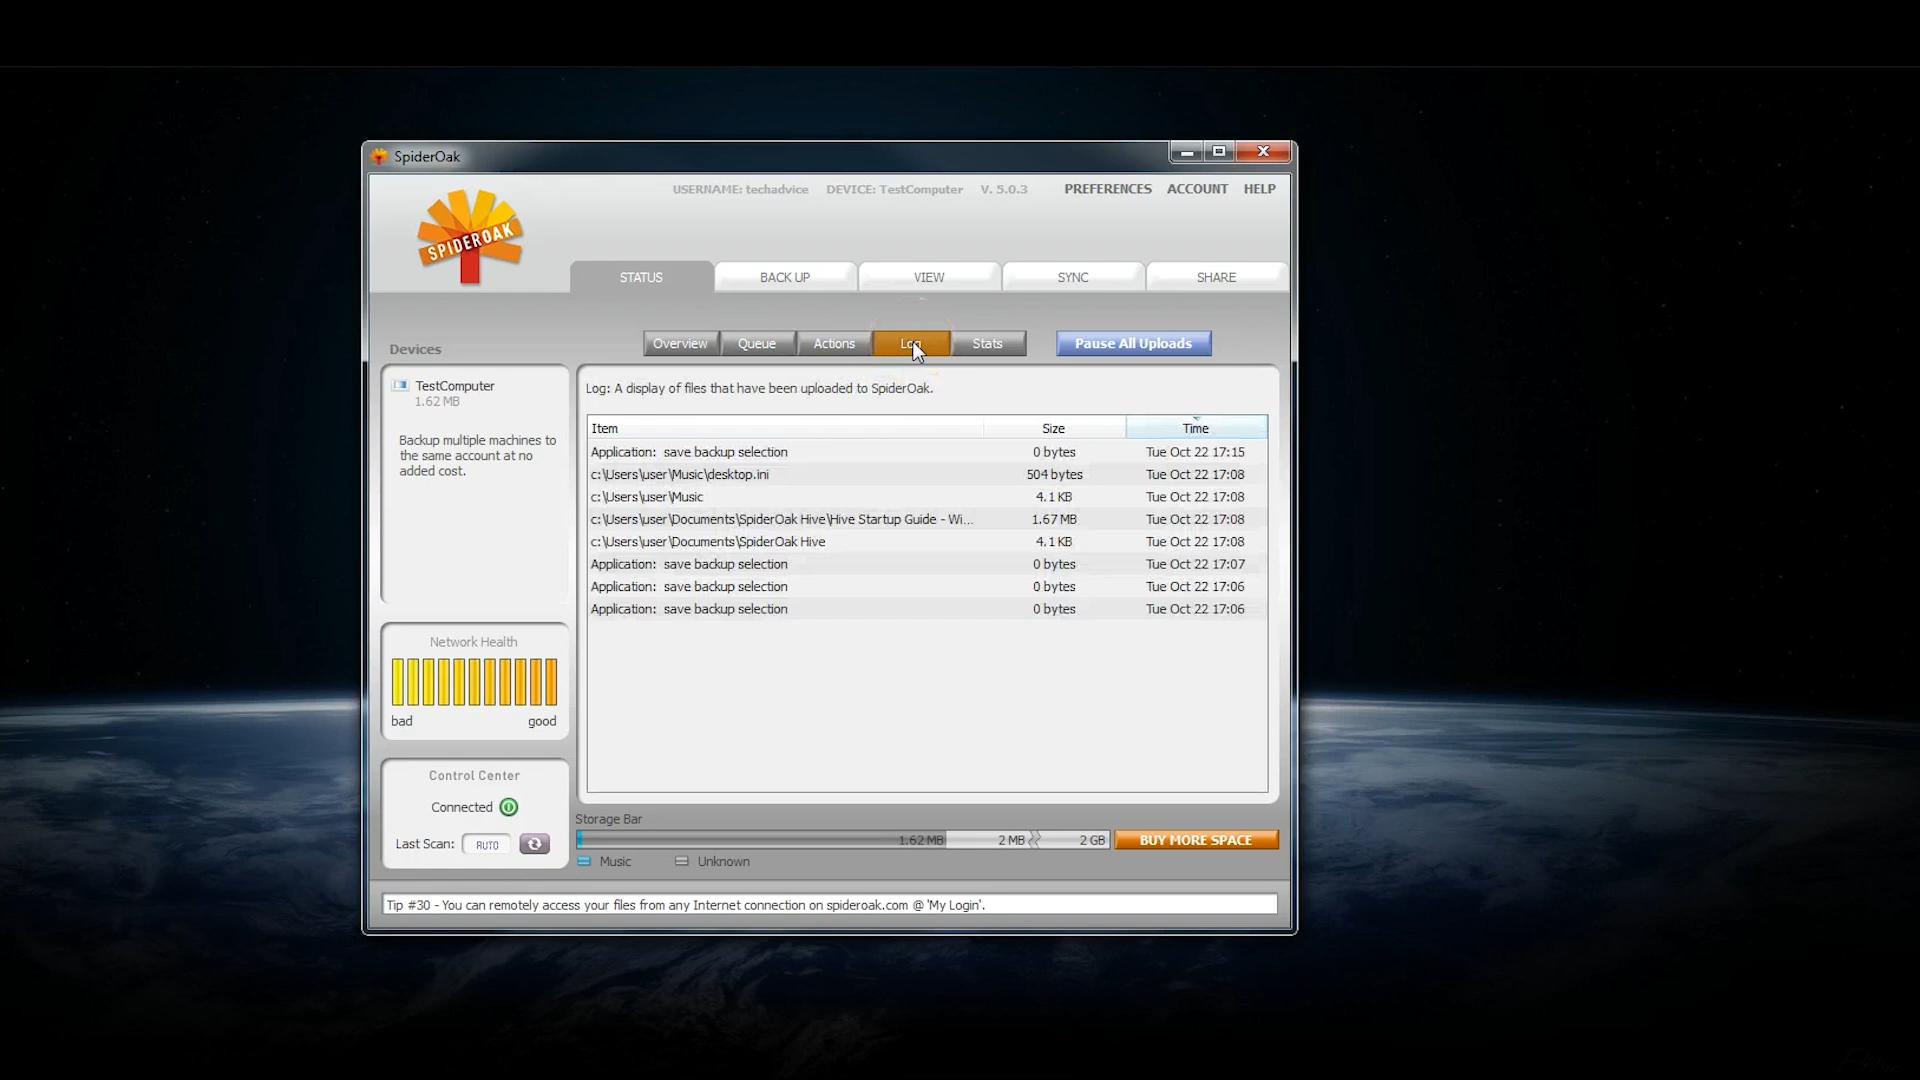 SpiderOak
USERNAME: techadvice DEVICE: TestComputer V. 5.0.3 PREFERENCES ACCOUNT HELP
SPIDEROAK
STATUS BACK UP VIEW SYNC SHARE
Overview Queue Actions Log Stats Pause All Uploads
Devices
TestComputer
1.62 MB
Backup multiple machines to
the same account at no
added cost.
Log: A display of files that have been uploaded to SpiderOak.
Item Size Time
Application: save backup selection 0 bytes Tue Oct 22 17:15
c:\Users\user\Music\desktop.ini 504 bytes Tue Oct 22 17:08
c:\Users\user\Music 4.1 KB Tue Oct 22 17:08
c:\Users\user\Documents\SpiderOak Hive\Hive Startup Guide - Wi... 1.67 MB Tue Oct 22 17:08
c:\Users\user\Documents\SpiderOak Hive 4.1 KB Tue Oct 22 17:08
Application: save backup selection 0 bytes Tue Oct 22 17:07
Application: save backup selection 0 bytes Tue Oct 22 17:06
Application: save backup selection 0 bytes Tue Oct 22 17:06
Network Health
bad good
Control Center
Connected
Last Scan: AUTO
Storage Bar
1.62 MB 2 MB 2 GB BUY MORE SPACE
Music Unknown
Tip #30 - You can remotely access your files from any Internet connection on spideroak.com @ 'My Login'.